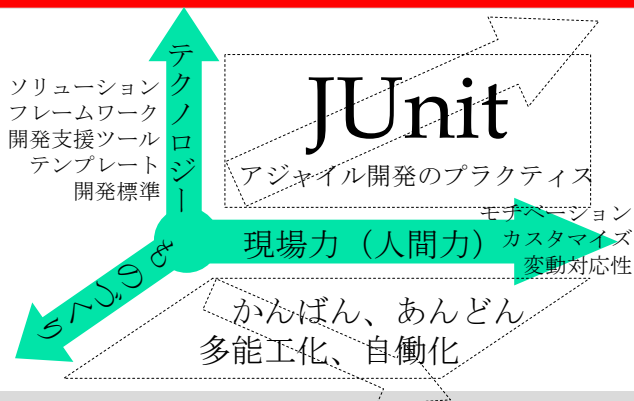 テクノロジー
ソリューション
フレームワーク
開発支援ツール
テンプレート
開発標準
JUnit
アジャイル開発のプラクティス
モチベーション
カスタマイズ
変動対応性
現場力（人間力）
ものづくり
かんばん、あんどん
多能工化、自働化